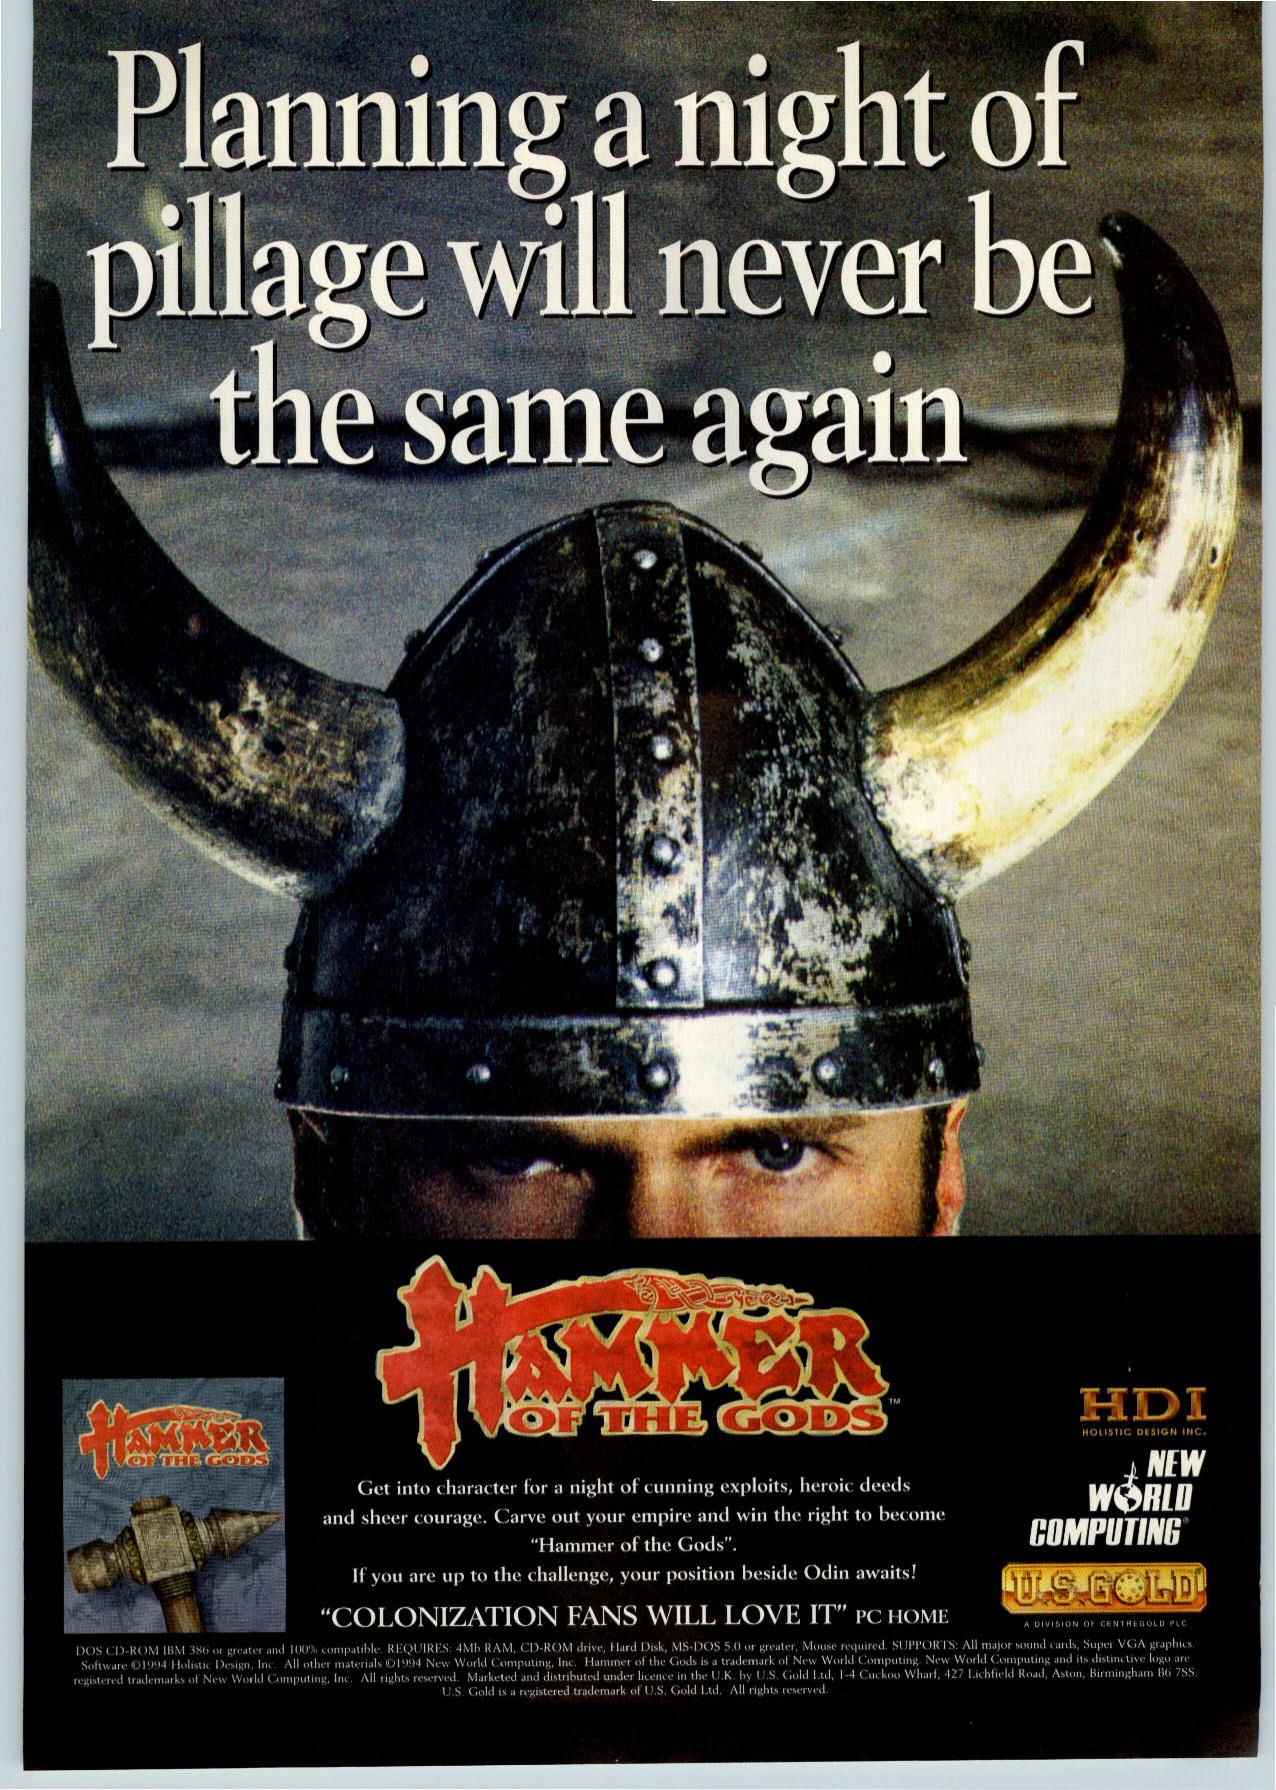 Planning a night of
pillage will never be
the same again
HAMMER
OF THE GODS™
HAMMER
OF THE GODS
Get into character for a night of cunning exploits, heroic deeds
and sheer courage. Carve out your empire and win the right to become
“Hammer of the Gods”.
If you are up to the challenge, your position beside Odin awaits!
“COLONIZATION FANS WILL LOVE IT” PC HOME
HDI
HOLISTIC DESIGN INC.
NEW
WORLD
COMPUTING®
U.S. GOLD
A DIVISION OF CENTREGOLD PLC
DOS CD-ROM IBM 386 or greater and 100% compatible. REQUIRES: 4Mb RAM, CD-ROM drive, Hard Disk, MS-DOS 5.0 or greater, Mouse required. SUPPORTS: All major sound cards, Super VGA graphics.
Software ©1994 Holistic Design, Inc. All other materials ©1994 New World Computing, Inc. Hammer of the Gods is a trademark of New World Computing. New World Computing and its distinctive logo are
registered trademarks of New World Computing, Inc. All rights reserved. Marketed and distributed under licence in the U.K. by U.S. Gold Ltd, 1-4 Cuckoo Wharf, 427 Lichfield Road, Aston, Birmingham B6 7SS.
U.S. Gold is a registered trademark of U.S. Gold Ltd. All rights reserved.